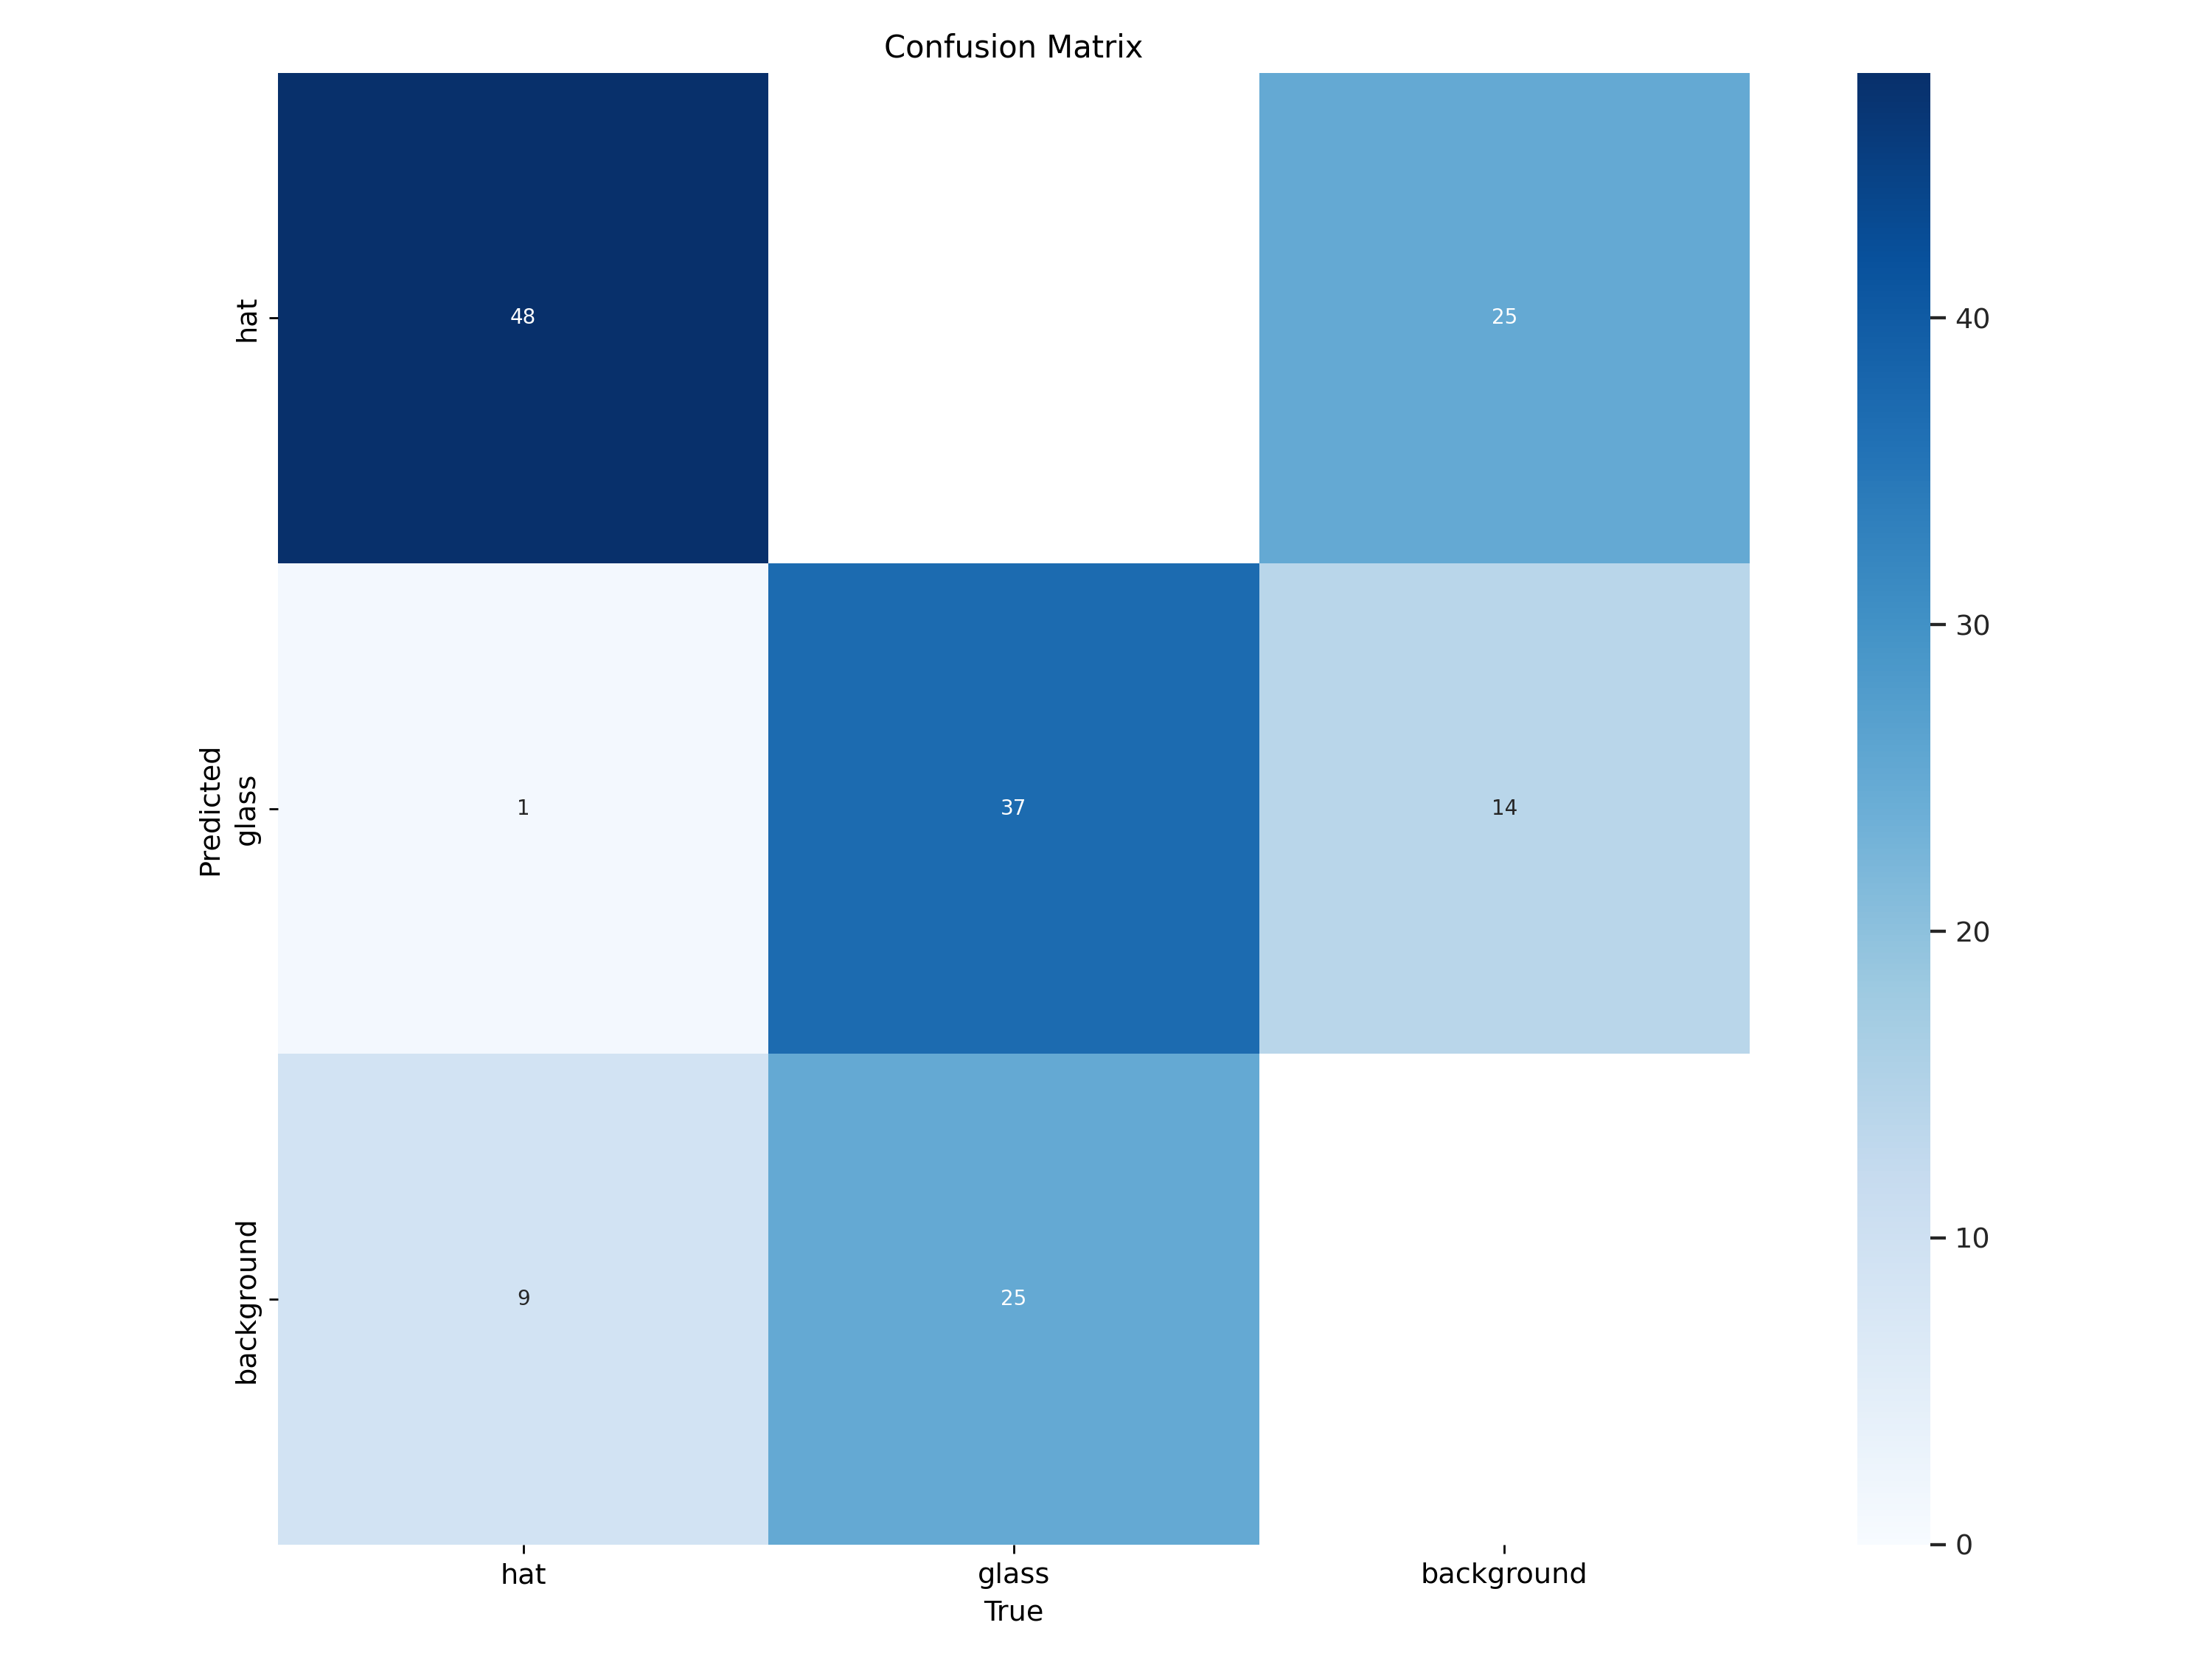 Confusion Matrix
hat
48
25
40
30
Predicted
glass
1
37
14
20
10
background
9
25
0
hat
glass
background
True